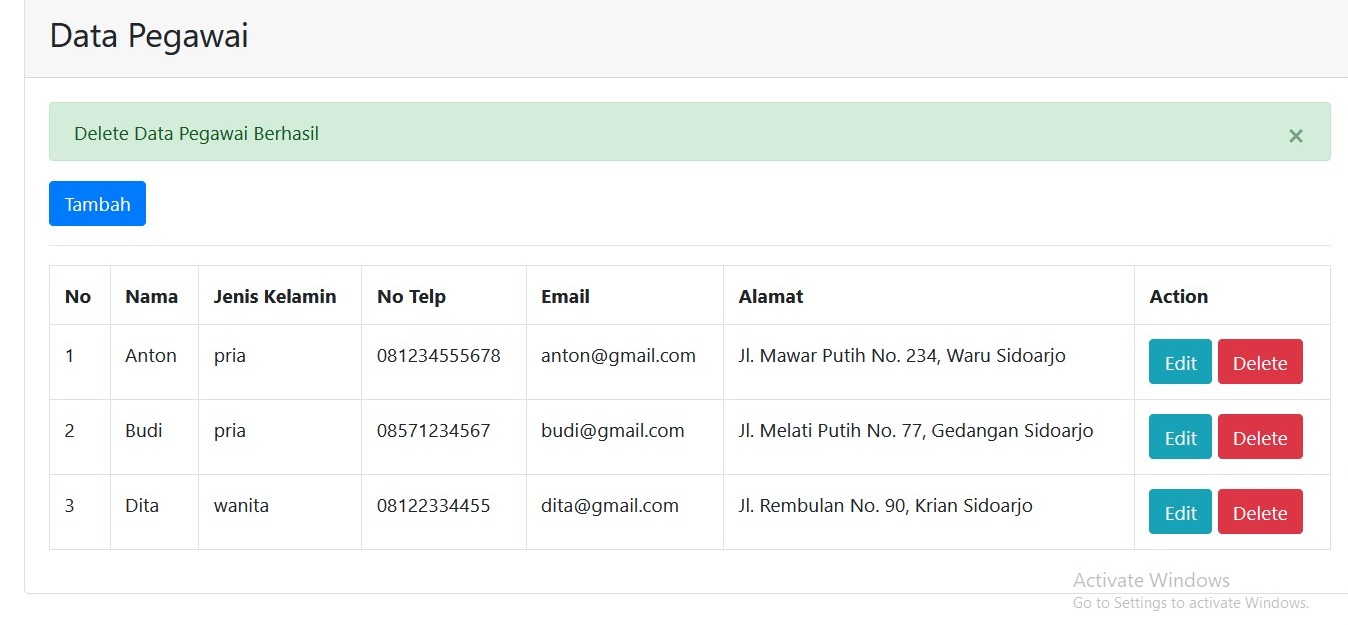 Data Pegawai
Delete Data Pegawai Berhasil ×
Tambah
No Nama Jenis Kelamin No Telp Email Alamat Action
1 Anton pria 081234555678 anton@gmail.com Jl. Mawar Putih No. 234, Waru Sidoarjo Edit Delete
2 Budi pria 08571234567 budi@gmail.com Jl. Melati Putih No. 77, Gedangan Sidoarjo Edit Delete
3 Dita wanita 08122334455 dita@gmail.com Jl. Rembulan No. 90, Krian Sidoarjo Edit Delete
Activate Windows
Go to Settings to activate Windows.